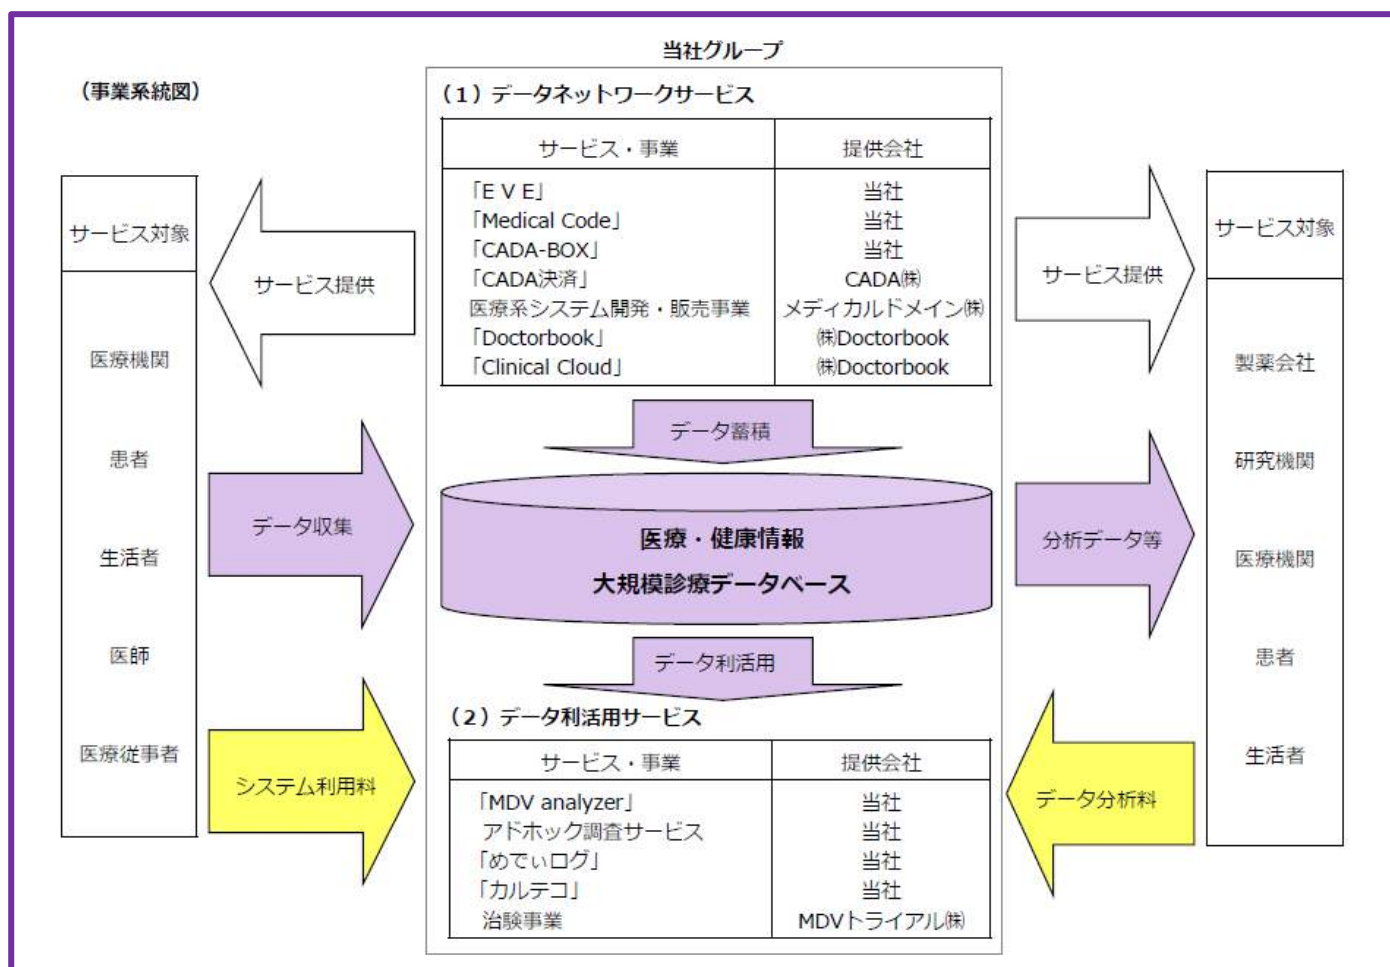 当社グループ
(事業系統図)
(1)データネットワークサービス
サービス・事業 提供会社
「E V E」 当社
「Medical Code」 当社
「CADA-BOX」 当社
「CADA決済」 CADA㈱
医療系システム開発・販売事業 メディカルドメイン㈱
「Doctorbook」 ㈱Doctorbook
「Clinical Cloud」 ㈱Doctorbook
サービス対象
医療機関
患者
生活者
医師
医療従事者
サービス提供
データ収集
システム利用料
データ蓄積
医療・健康情報
大規模診療データベース
データ利活用
(2)データ利活用サービス
サービス・事業 提供会社
「MDV analyzer」 当社
アドホック調査サービス 当社
「めでぃログ」 当社
「カルテコ」 当社
治験事業 MDVトライアル㈱
サービス提供
分析データ等
データ分析料
サービス対象
製薬会社
研究機関
医療機関
患者
生活者